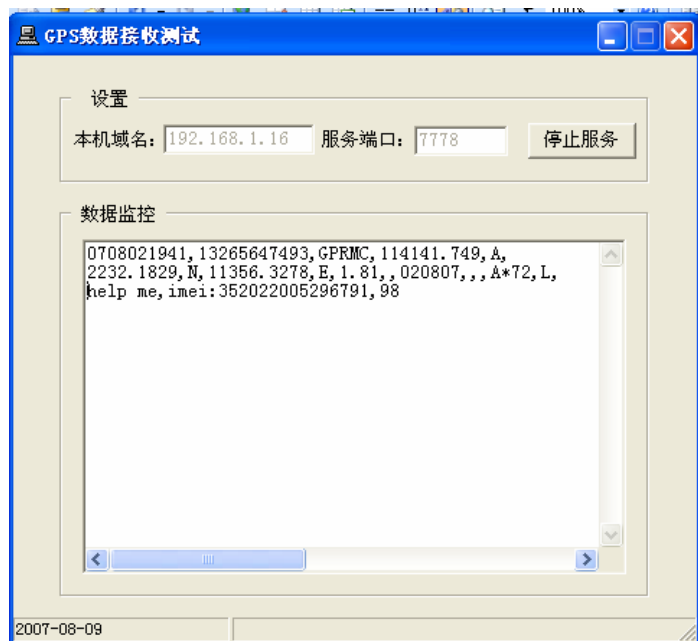 GPS数据接收测试
设置
本机域名: 192.168.1.16 服务端口: 7778 停止服务
数据监控
0708021941,13265647493,GPRMC,114141.749,A,
2232.1829,N,11356.3278,E,1.81,,020807,,,A*72,L,
help me,imei:352022005296791,98
2007-08-09